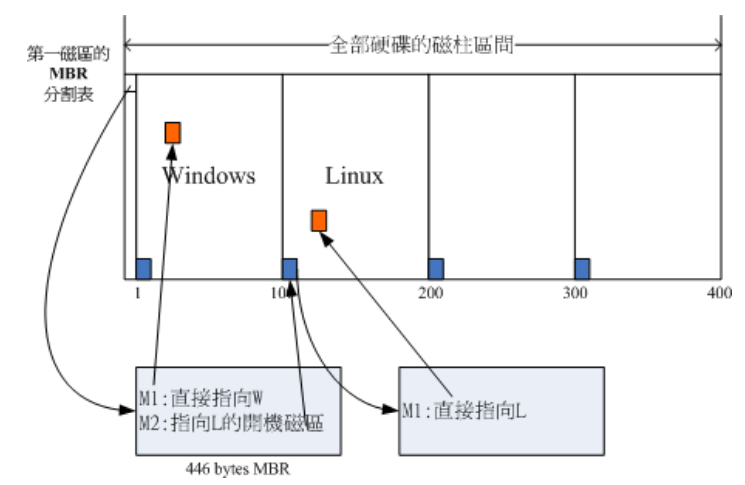 全部硬碟的磁柱區間
第一磁區的
MBR
分割表
Windows
Linux
1
100
200
300
400
M1:直接指向W
M2:指向L的開機磁區
M1:直接指向L
446 bytes MBR